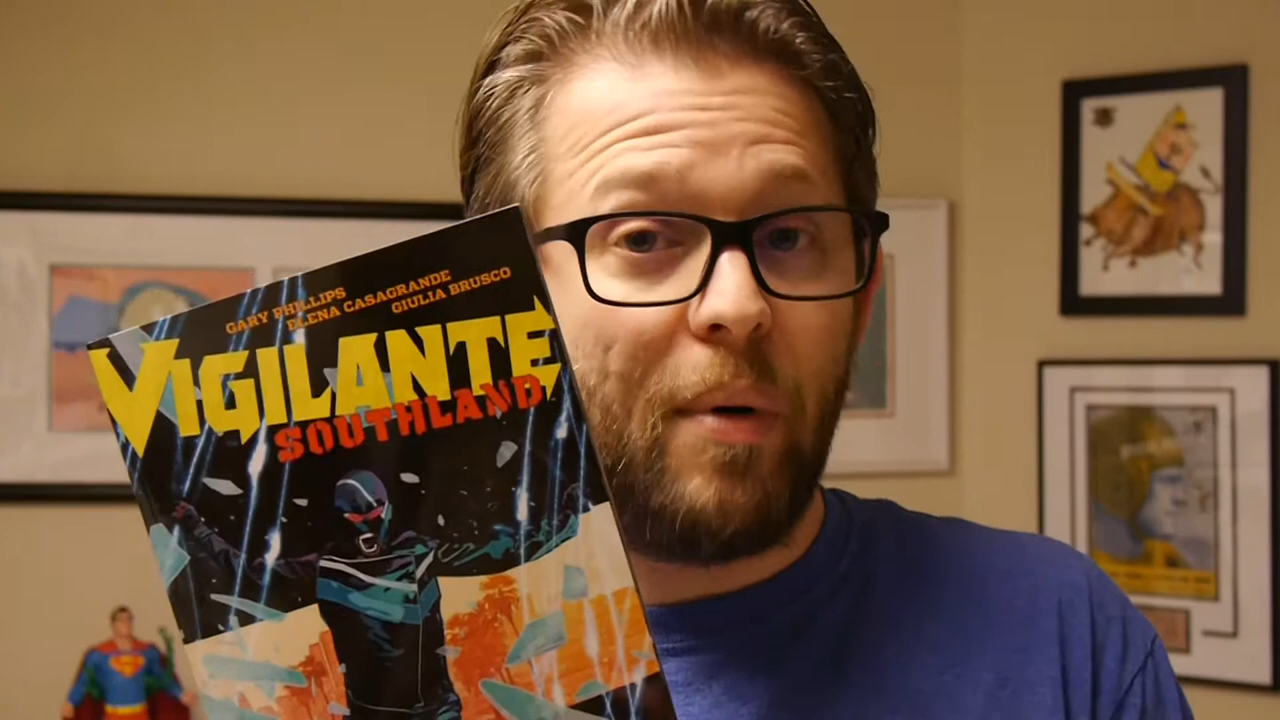 GARY PHILLIPS
ELENA CASAGRANDE
GIULIA BRUSCO
VIGILANTE
SOUTHLAND